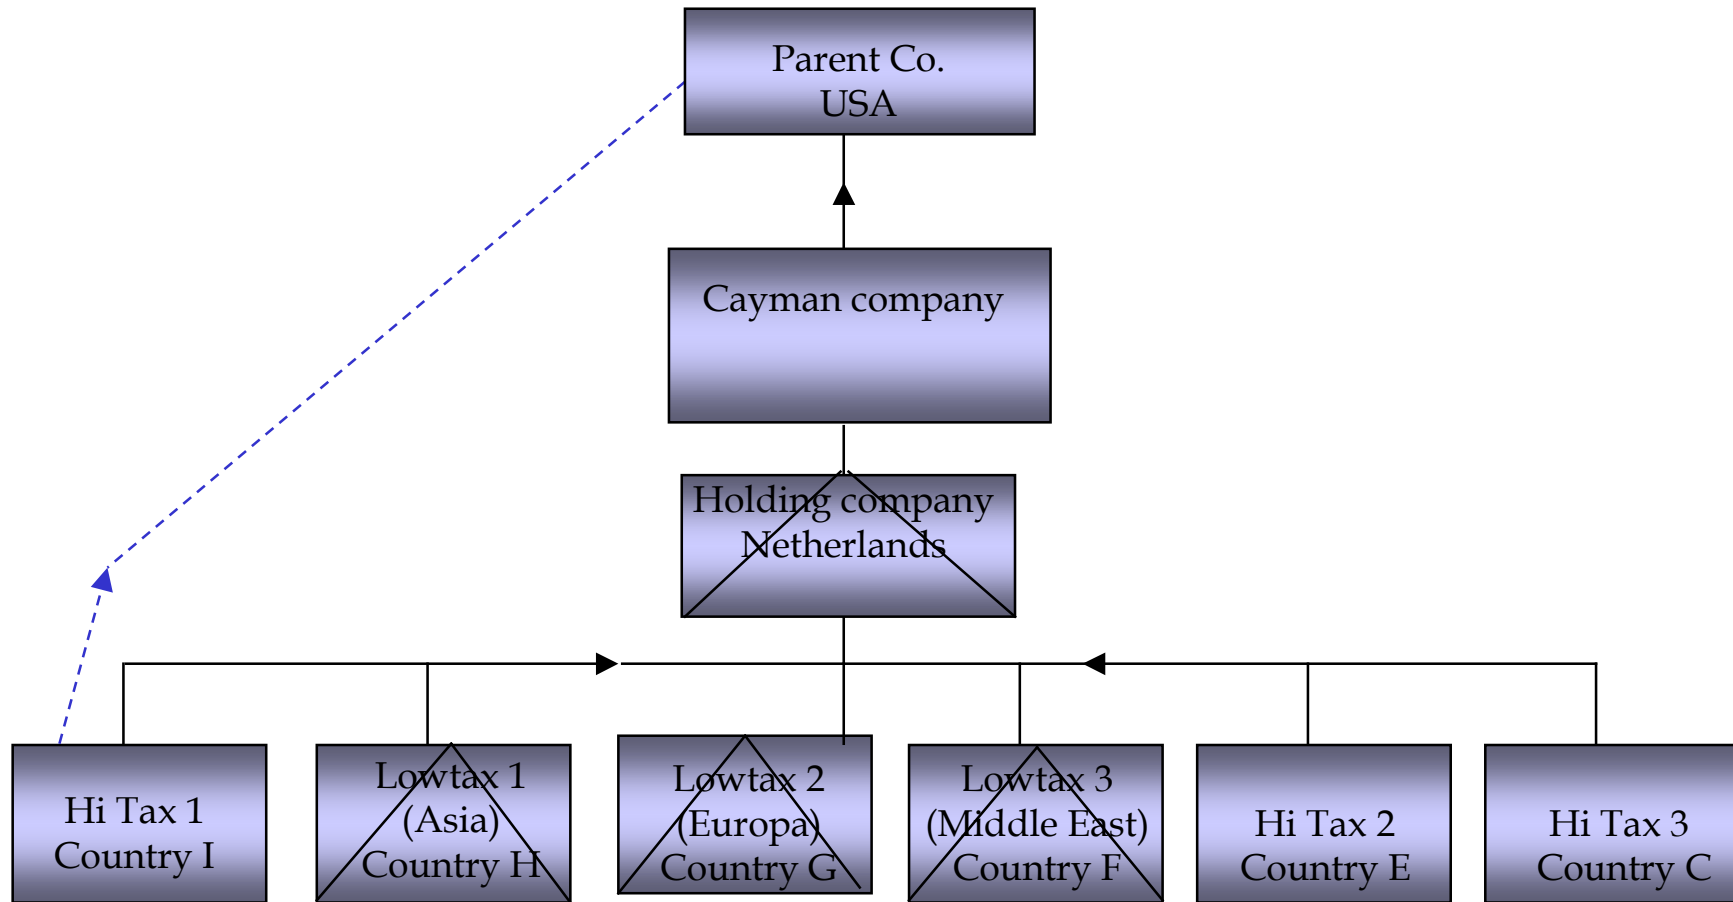 Parent Co.
USA
Cayman company
Holding company
Netherlands
Hi Tax 1
Country I
Lowtax 1
(Asia)
Country H
Lowtax 2
(Europa)
Country G
Lowtax 3
(Middle East)
Country F
Hi Tax 2
Country E
Hi Tax 3
Country C